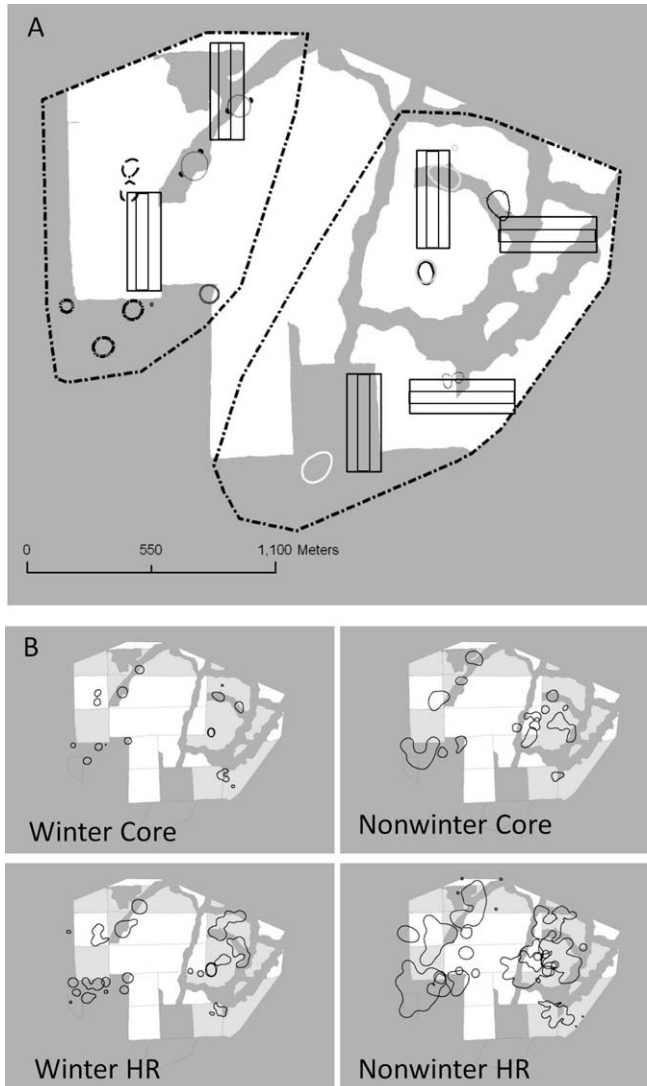 A
0 550 1,100 Meters
B
Winter Core
Nonwinter Core
Winter HR
Nonwinter HR